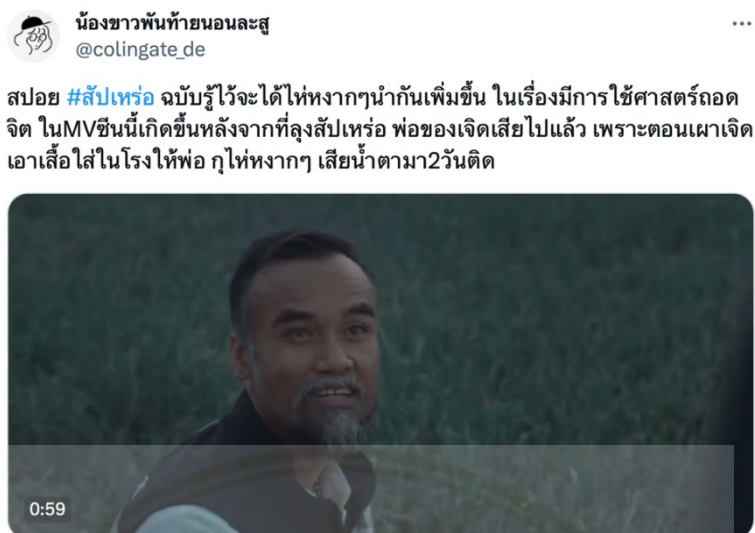 น้องขาวพันท้ายนอนละสู
@colingate_de
สปอย #สัปเหร่อ ฉบับรู้ไว้จะได้ไห่หงากๆนำกันเพิ่มขึ้น ในเรื่องมีการใช้ศาสตร์ถอด
จิต ในMVซีนนี้เกิดขึ้นหลังจากที่ลุงสัปเหร่อ พ่อของเจิดเสียไปแล้ว เพราะตอนเผาเจิด
เอาเสื้อใส่ในโรงให้พ่อ กุไห่หงากๆ เสียน้ำตามา2วันติด
0:59